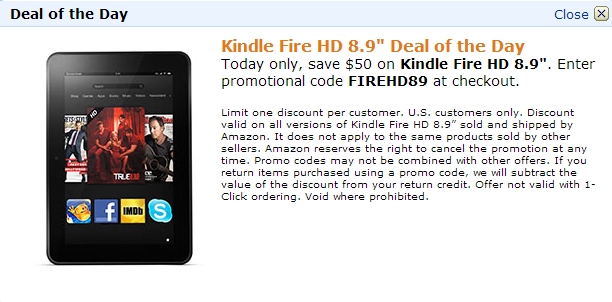 Deal of the Day
Close
Kindle Fire HD 8.9" Deal of the Day
Today only, save $50 on Kindle Fire HD 8.9". Enter
promotional code FIREHD89 at checkout.
Limit one discount per customer. U.S. customers only. Discount
valid on all versions of Kindle Fire HD 8.9” sold and shipped by
Amazon. It does not apply to the same products sold by other
sellers. Amazon reserves the right to cancel the promotion at any
time. Promo codes may not be combined with other offers. If you
return items purchased using a promo code, we will subtract the
value of the discount from your return credit. Offer not valid with 1-
Click ordering. Void where prohibited.
HD
TRUE
IMDb